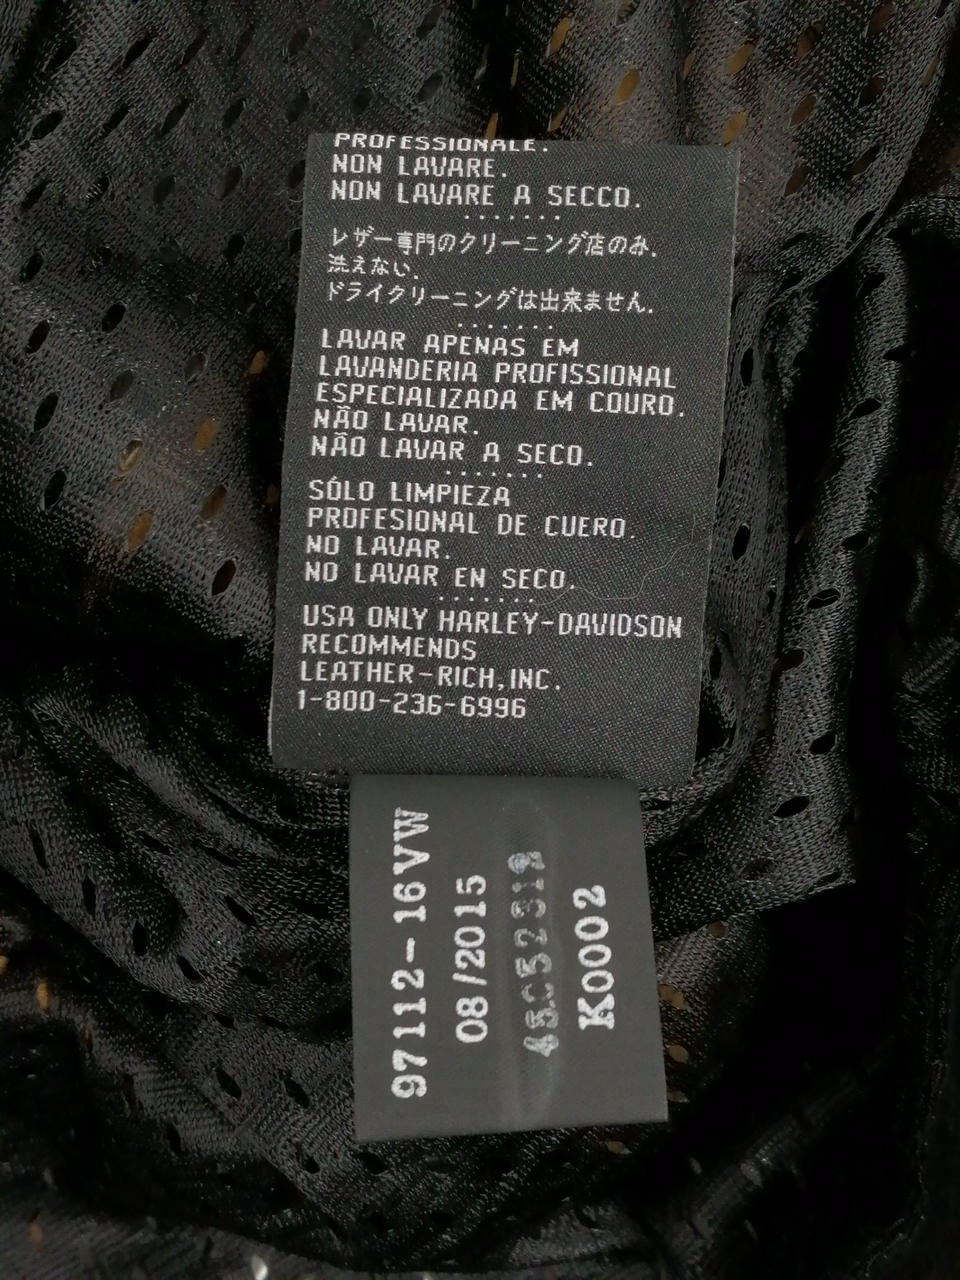 PROFESSIONALE.
NON LAVARE.
NON LAVARE A SECCO.
.......
レザー専門のクリーニング店のみ.
洗えない.
ドライクリーニングは出来ません.
.......
LAVAR APENAS EM
LAVANDERIA PROFISSIONAL
ESPECIALIZADA EM COURO.
NÃO LAVAR.
NÃO LAVAR A SECO.
.......
SÓLO LIMPIEZA
PROFESIONAL DE CUERO.
NO LAVAR.
NO LAVAR EN SECO.
.......
USA ONLY HARLEY-DAVIDSON
RECOMMENDS
LEATHER-RICH,INC.
1-800-236-6996
97112-16VW
08/2015
K0002